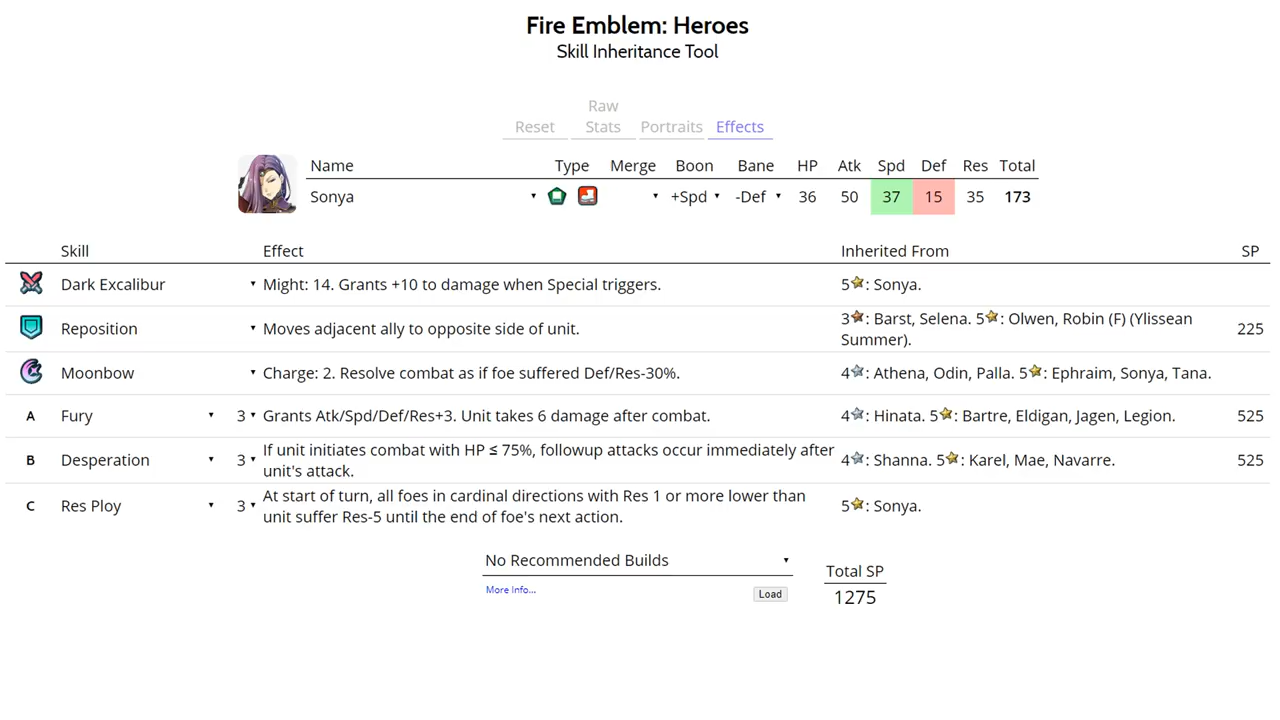 Fire Emblem: Heroes
Skill Inheritance Tool
Reset Raw Stats Portraits Effects
Name Type Merge Boon Bane HP Atk Spd Def Res Total
Sonya +Spd -Def 36 50 37 15 35 173
Skill Effect Inherited From SP
Dark Excalibur Might: 14. Grants +10 to damage when Special triggers. 5: Sonya.
Reposition Moves adjacent ally to opposite side of unit. 3: Barst, Selena. 5: Olwen, Robin (F) (Ylissean
Summer). 225
Moonbow Charge: 2. Resolve combat as if foe suffered Def/Res-30%. 4: Athena, Odin, Palla. 5: Ephraim, Sonya, Tana.
A Fury 3 Grants Atk/Spd/Def/Res+3. Unit takes 6 damage after combat. 4: Hinata. 5: Bartre, Eldigan, Jagen, Legion. 525
B Desperation 3 If unit initiates combat with HP ≤ 75%, followup attacks occur immediately after
unit's attack. 4: Shanna. 5: Karel, Mae, Navarre. 525
C Res Ploy 3 At start of turn, all foes in cardinal directions with Res 1 or more lower than
unit suffer Res-5 until the end of foe's next action. 5: Sonya.
No Recommended Builds
More Info...
Load
Total SP
1275